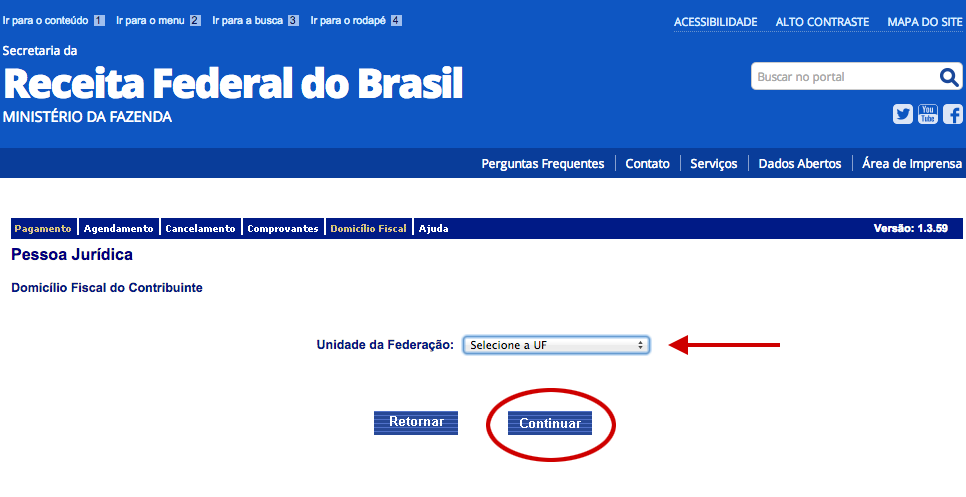 Ir para o conteúdo 1 Ir para o menu 2 Ir para a busca 3 Ir para o rodapé 4 ACESSIBILIDADE ALTO CONTRASTE MAPA DO SITE
Secretaria da
Receita Federal do Brasil
MINISTÉRIO DA FAZENDA
Buscar no portal
You Tube
Perguntas Frequentes Contato Serviços Dados Abertos Área de Imprensa
Pagamento Agendamento Cancelamento Comprovantes Domicílio Fiscal Ajuda Versão: 1.3.59
Pessoa Jurídica
Domicílio Fiscal do Contribuinte
Unidade da Federação: Selecione a UF
Retornar Continuar